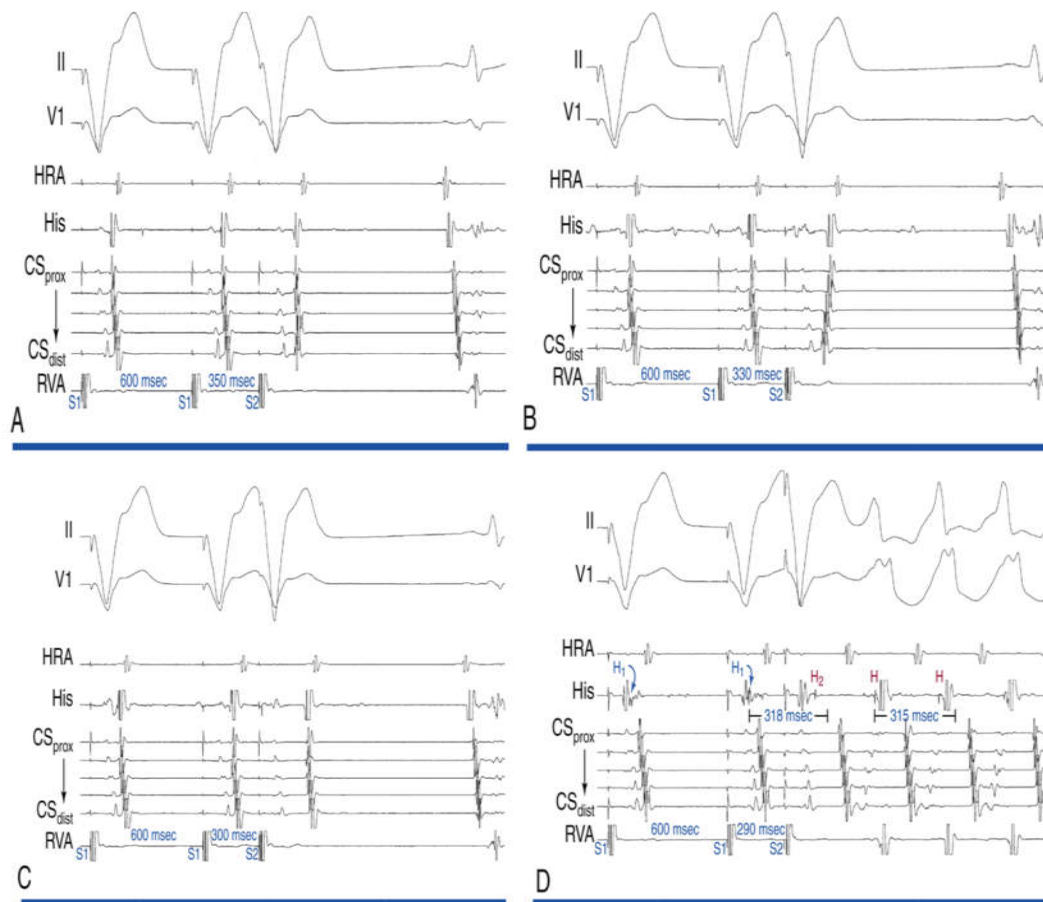 II
V1
HRA
His
CSprox
CSdist
RVA
600 msec
350 msec
S1
S1
S2
A
II
V1
HRA
His
CSprox
CSdist
RVA
600 msec
330 msec
S1
S1
S2
B
II
V1
HRA
His
CSprox
CSdist
RVA
600 msec
300 msec
S1
S1
S2
C
II
V1
HRA
H1
H1
H2
H
H
His
318 msec
315 msec
CSprox
CSdist
RVA
600 msec
290 msec
S1
S1
S2
D